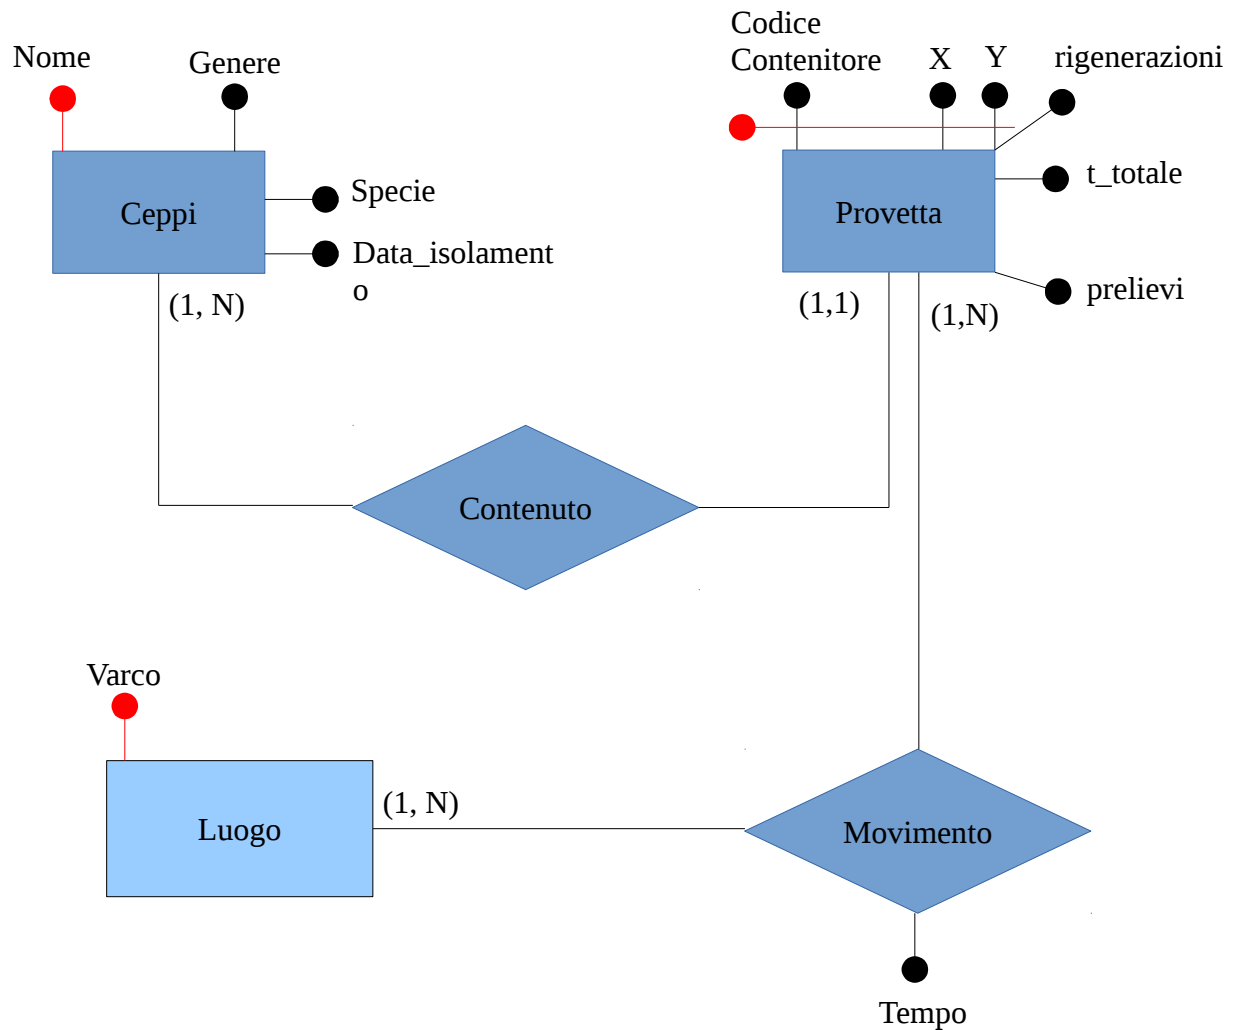 Nome
Genere
Codice
Contenitore
X
Y
rigenerazioni
Ceppi
Specie
Data_isolament
o
Provetta
t_totale
prelievi
(1, N)
(1,1)
(1,N)
Contenuto
Varco
Luogo
(1, N)
Movimento
Tempo